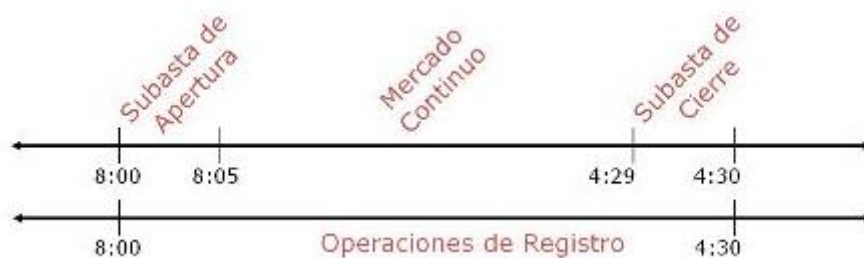 Subasta de
Apertura
Mercado
Continuo
Subasta de
Cierre
8:00 8:05 4:29 4:30
8:00 Operaciones de Registro 4:30